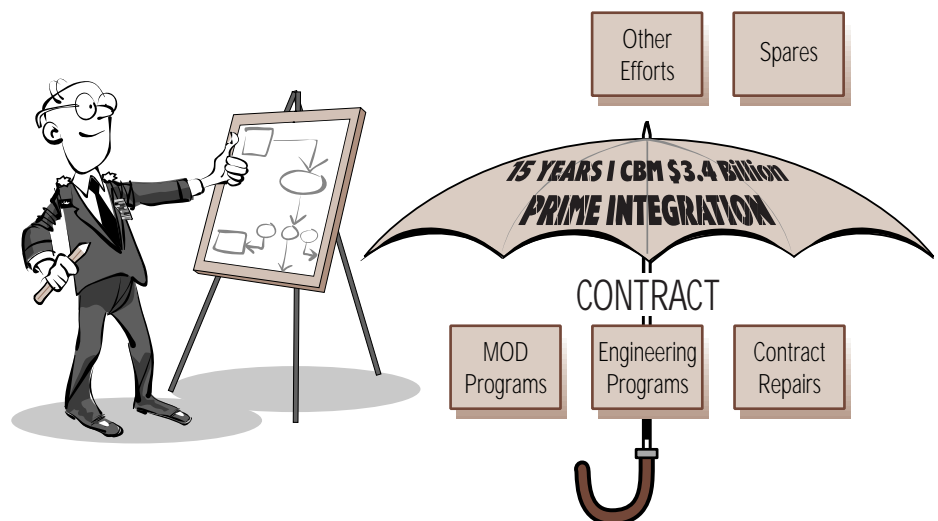 Other
Efforts
Spares
15 YEARS I CBM $3.4 Billion
PRIME INTEGRATION
CONTRACT
MOD
Programs
Engineering
Programs
Contract
Repairs